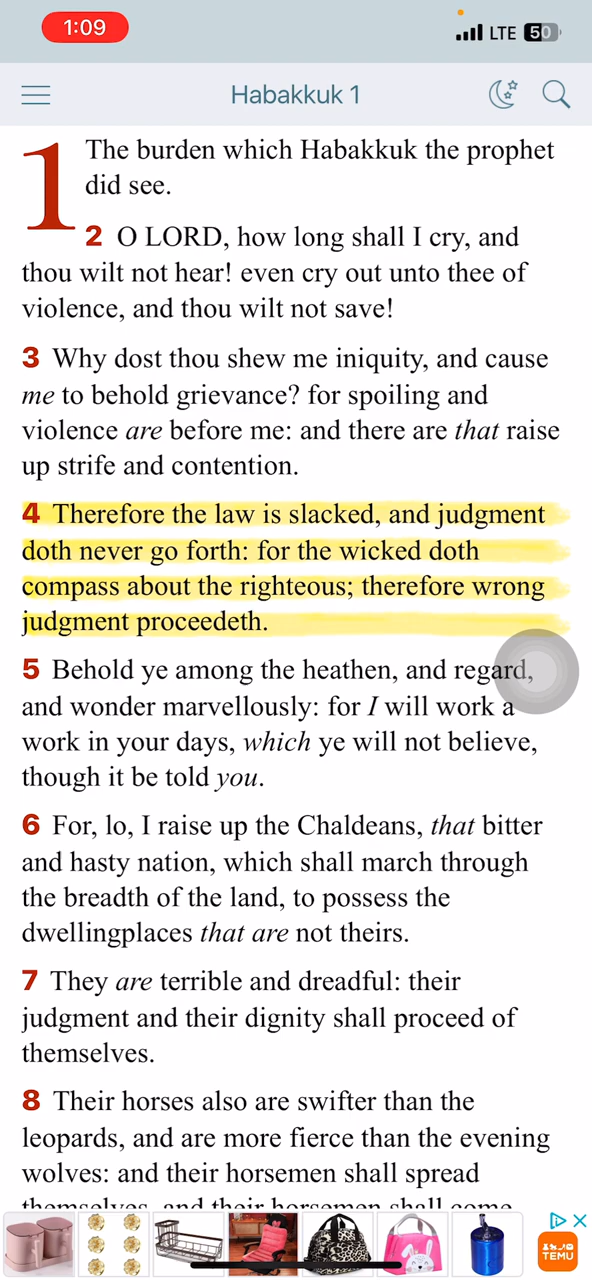 1:09
LTE 50
Habakkuk 1
1 The burden which Habakkuk the prophet
did see.
2 O LORD, how long shall I cry, and
thou wilt not hear! even cry out unto thee of
violence, and thou wilt not save!
3 Why dost thou shew me iniquity, and cause
me to behold grievance? for spoiling and
violence are before me: and there are that raise
up strife and contention.
4 Therefore the law is slacked, and judgment
doth never go forth: for the wicked doth
compass about the righteous; therefore wrong
judgment proceedeth.
5 Behold ye among the heathen, and regard,
and wonder marvellously: for I will work a
work in your days, which ye will not believe,
though it be told you.
6 For, lo, I raise up the Chaldeans, that bitter
and hasty nation, which shall march through
the breadth of the land, to possess the
dwellingplaces that are not theirs.
7 They are terrible and dreadful: their
judgment and their dignity shall proceed of
themselves.
8 Their horses also are swifter than the
leopards, and are more fierce than the evening
wolves: and their horsemen shall spread
themselves, and their horsemen shall come
TEMU